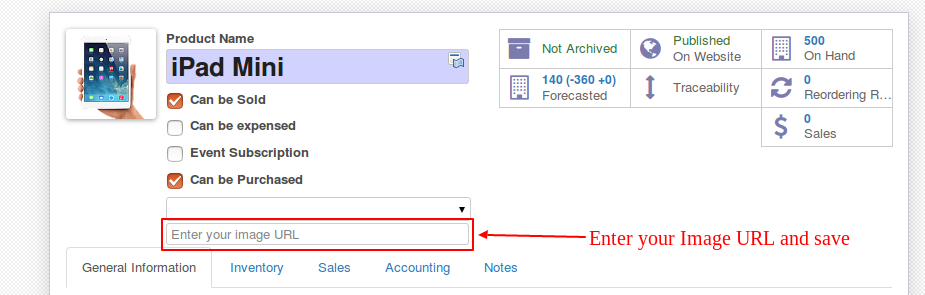 Product Name
iPad Mini
Can be Sold
Can be expensed
Event Subscription
Can be Purchased
Enter your image URL
Not Archived
Published
On Website
500
On Hand
140 (-360 +0)
Forecasted
Traceability
0
Reordering R...
0
Sales
Enter your Image URL and save
General Information
Inventory
Sales
Accounting
Notes